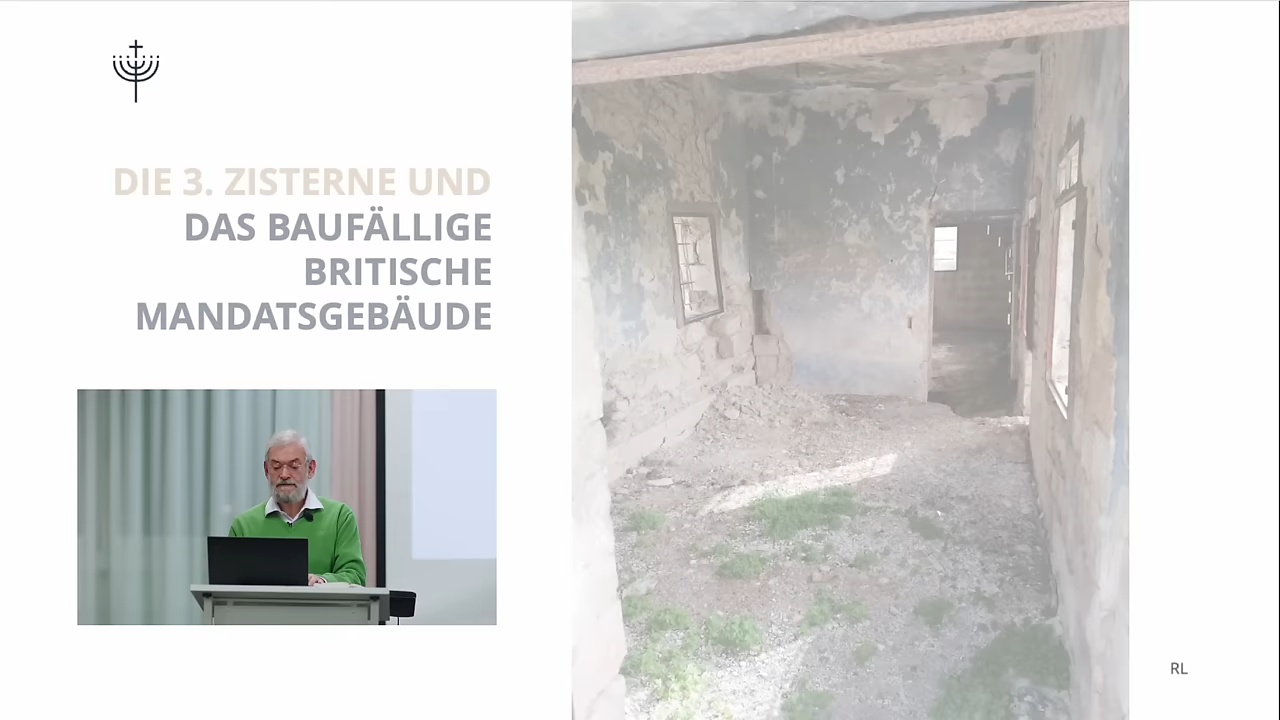 DIE 3. ZISTERNE UND
DAS BAUFÄLLIGE
BRITISCHE
MANDATSGEBÄUDE
RL